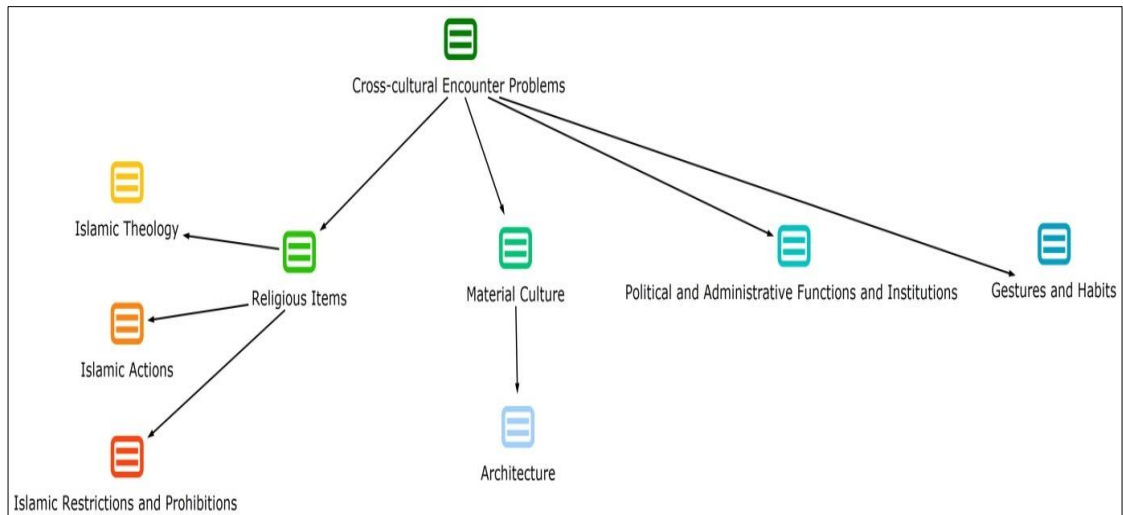 Cross-cultural Encounter Problems
Islamic Theology
Religious Items
Material Culture
Political and Administrative Functions and Institutions
Gestures and Habits
Islamic Actions
Architecture
Islamic Restrictions and Prohibitions